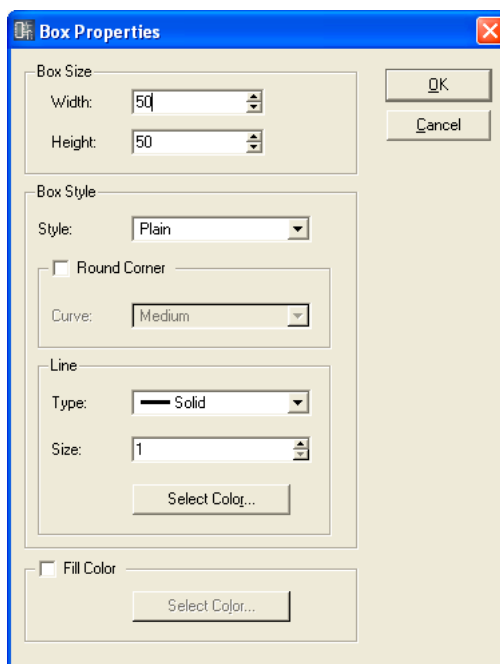 Box Properties
Box Size
Width: 50
Height: 50
OK
Cancel
Box Style
Style: Plain
Round Corner
Curve: Medium
Line
Type: Solid
Size: 1
Select Color...
Fill Color
Select Color...